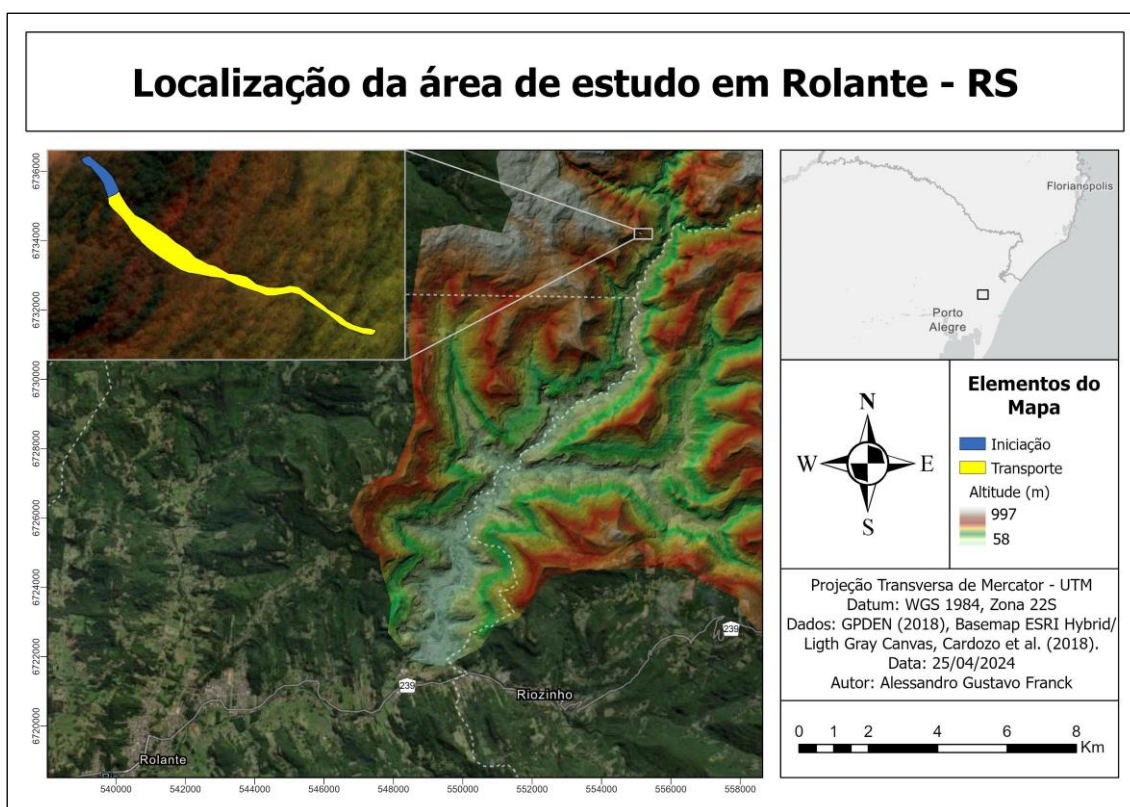 Localização da área de estudo em Rolante - RS
6736000
6734000
6732000
6730000
6728000
6726000
6724000
6722000
6720000
239
239
Riozinho
Rolante
540000
542000
544000
546000
548000
550000
552000
554000
556000
558000
Florianópolis
Porto
Alegre
N
W
E
S
Elementos do
Mapa
Iniciação
Transporte
Altitude (m)
997
58
Projeção Transversa de Mercator - UTM
Datum: WGS 1984, Zona 22S
Dados: GPDEN (2018), Basemap ESRI Hybrid/
Ligth Gray Canvas, Cardozo et al. (2018).
Data: 25/04/2024
Autor: Alessandro Gustavo Franck
0 1 2 4 6 8
Km